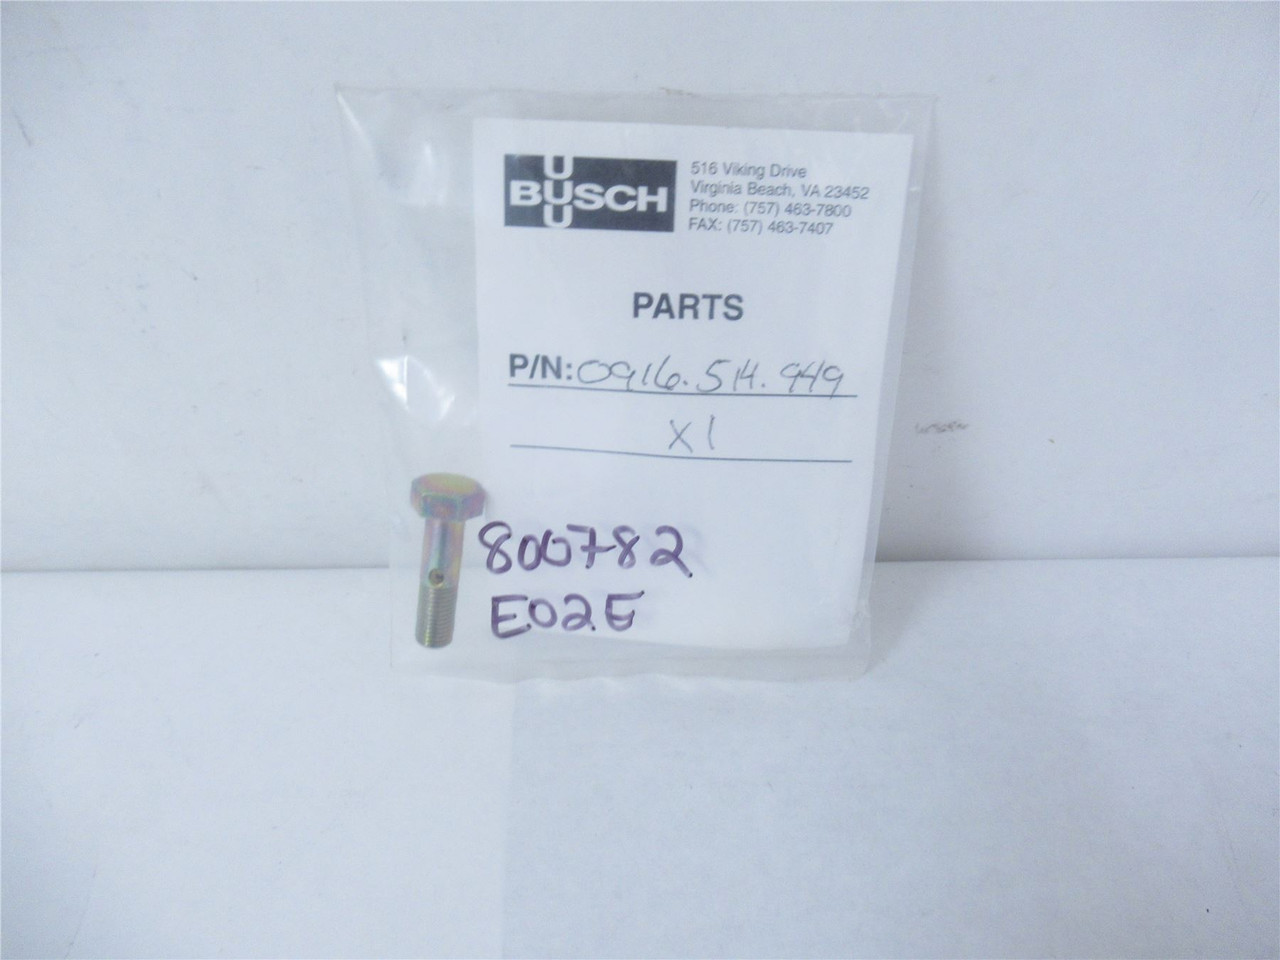 BUSCH
U
U
516 Viking Drive
Virginia Beach, VA 23452
Phone: (757) 463-7800
FAX: (757) 463-7407
PARTS
P/N: 0916.514.949
X1
800782
E02E